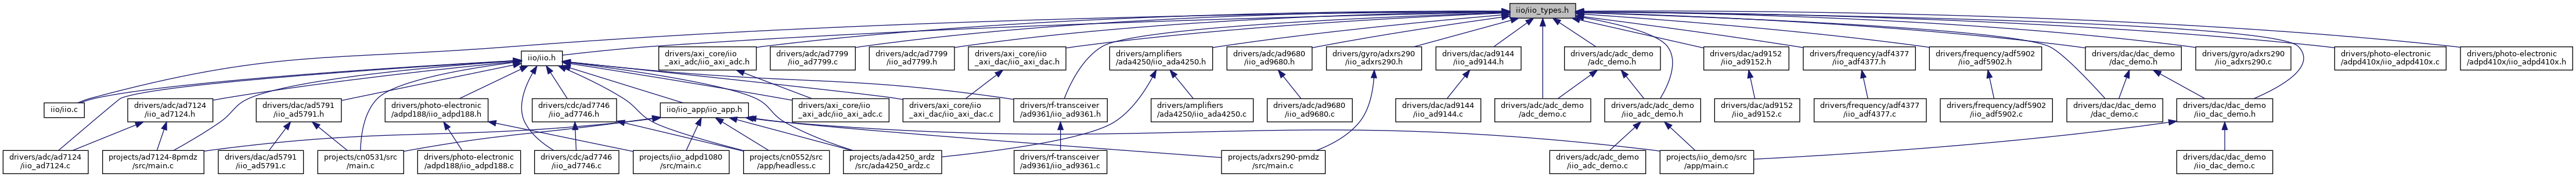 iio/iio_types.h
iio/iio.h
drivers/axi_core/iio
_axi_adc/iio_axi_adc.h
drivers/adc/ad7799
/iio_ad7799.c
drivers/adc/ad7799
/iio_ad7799.h
drivers/axi_core/iio
_axi_dac/iio_axi_dac.h
drivers/amplifiers
/ada4250/iio_ada4250.h
drivers/adc/ad9680
/iio_ad9680.h
drivers/gyro/adxrs290
/iio_adxrs290.h
drivers/dac/ad9144
/iio_ad9144.h
drivers/adc/adc_demo
/adc_demo.h
drivers/dac/ad9152
/iio_ad9152.h
drivers/frequency/adf4377
/iio_adf4377.h
drivers/frequency/adf5902
/iio_adf5902.h
drivers/dac/dac_demo
/dac_demo.h
drivers/gyro/adxrs290
/iio_adxrs290.c
drivers/photo-electronic
/adpd410x/iio_adpd410x.c
drivers/photo-electronic
/adpd410x/iio_adpd410x.h
iio/iio.c
drivers/adc/ad7124
/iio_ad7124.h
drivers/dac/ad5791
/iio_ad5791.h
drivers/photo-electronic
/adpd188/iio_adpd188.h
drivers/cdc/ad7746
/iio_ad7746.h
iio/iio_app/iio_app.h
drivers/axi_core/iio
_axi_adc/iio_axi_adc.c
drivers/axi_core/iio
_axi_dac/iio_axi_dac.c
drivers/rf-transceiver
/ad9361/iio_ad9361.h
drivers/amplifiers
/ada4250/iio_ada4250.c
drivers/adc/ad9680
/iio_ad9680.c
drivers/dac/ad9144
/iio_ad9144.c
drivers/adc/adc_demo
/adc_demo.c
drivers/adc/adc_demo
/iio_adc_demo.h
drivers/dac/ad9152
/iio_ad9152.c
drivers/frequency/adf4377
/iio_adf4377.c
drivers/frequency/adf5902
/iio_adf5902.c
drivers/dac/dac_demo
/dac_demo.c
drivers/dac/dac_demo
/iio_dac_demo.h
drivers/adc/ad7124
/iio_ad7124.c
projects/ad7124-8pmdz
/src/main.c
drivers/dac/ad5791
/iio_ad5791.c
projects/cn0531/src
/main.c
drivers/photo-electronic
/adpd188/iio_adpd188.c
drivers/cdc/ad7746
/iio_ad7746.c
projects/iio_adpd1080
/src/main.c
projects/cn0552/src
/app/headless.c
projects/ada4250_ardz
/src/ada4250_ardz.c
drivers/rf-transceiver
/ad9361/iio_ad9361.c
projects/adxrs290-pmdz
/src/main.c
drivers/adc/adc_demo
/iio_adc_demo.c
projects/iio_demo/src
/app/main.c
drivers/dac/dac_demo
/iio_dac_demo.c